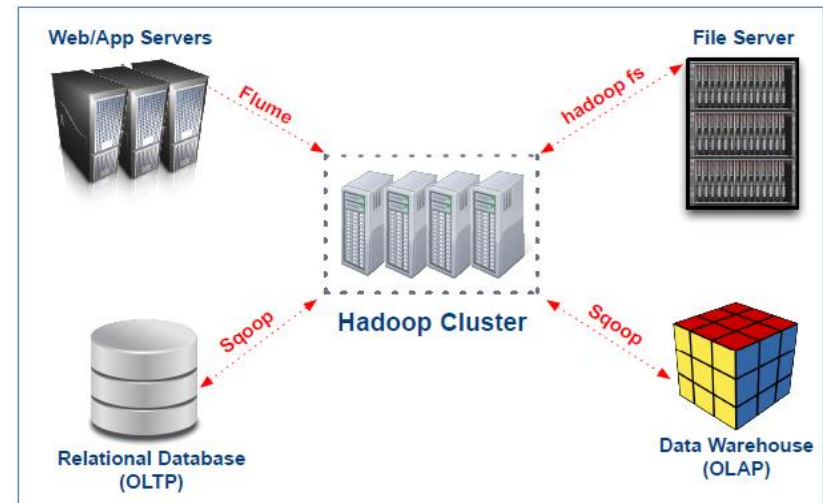 Web/App Servers
File Server
Flume
hadoop fs
Hadoop Cluster
Sqoop
Sqoop
Relational Database
(OLTP)
Data Warehouse
(OLAP)